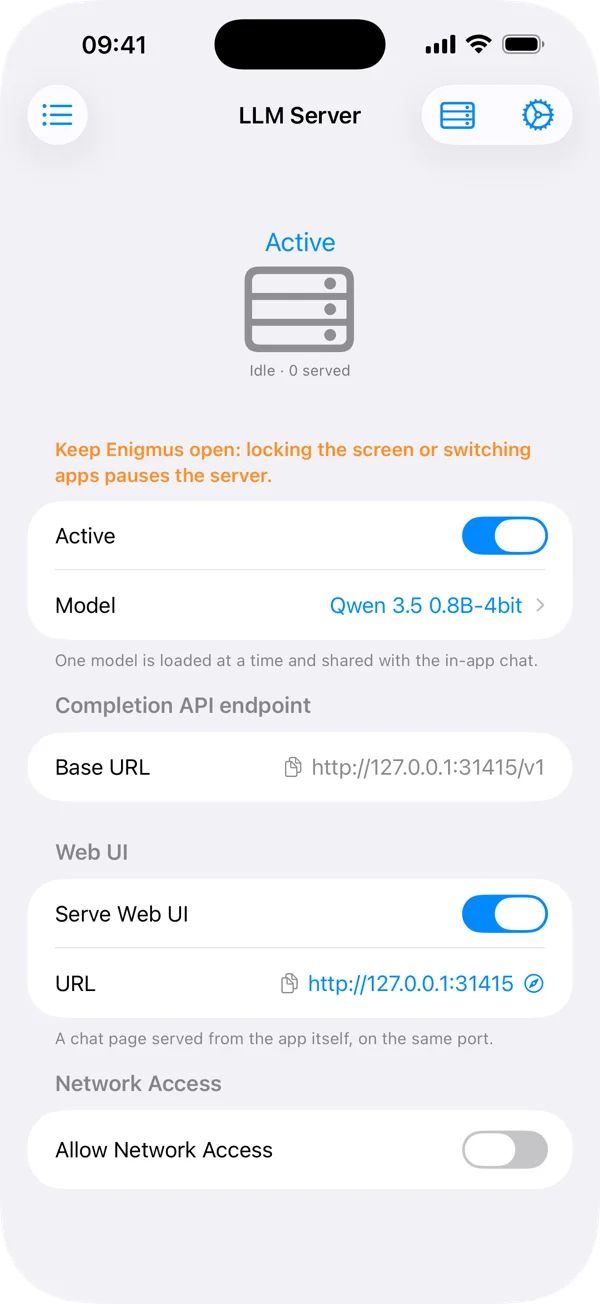 09:41
LLM Server
Active
Idle · 0 served
Keep Enigmus open: locking the screen or switching
apps pauses the server.
Active
Model Qwen 3.5 0.8B-4bit
One model is loaded at a time and shared with the in-app chat.
Completion API endpoint
Base URL http://127.0.0.1:31415/v1
Web UI
Serve Web UI
URL http://127.0.0.1:31415
A chat page served from the app itself, on the same port.
Network Access
Allow Network Access